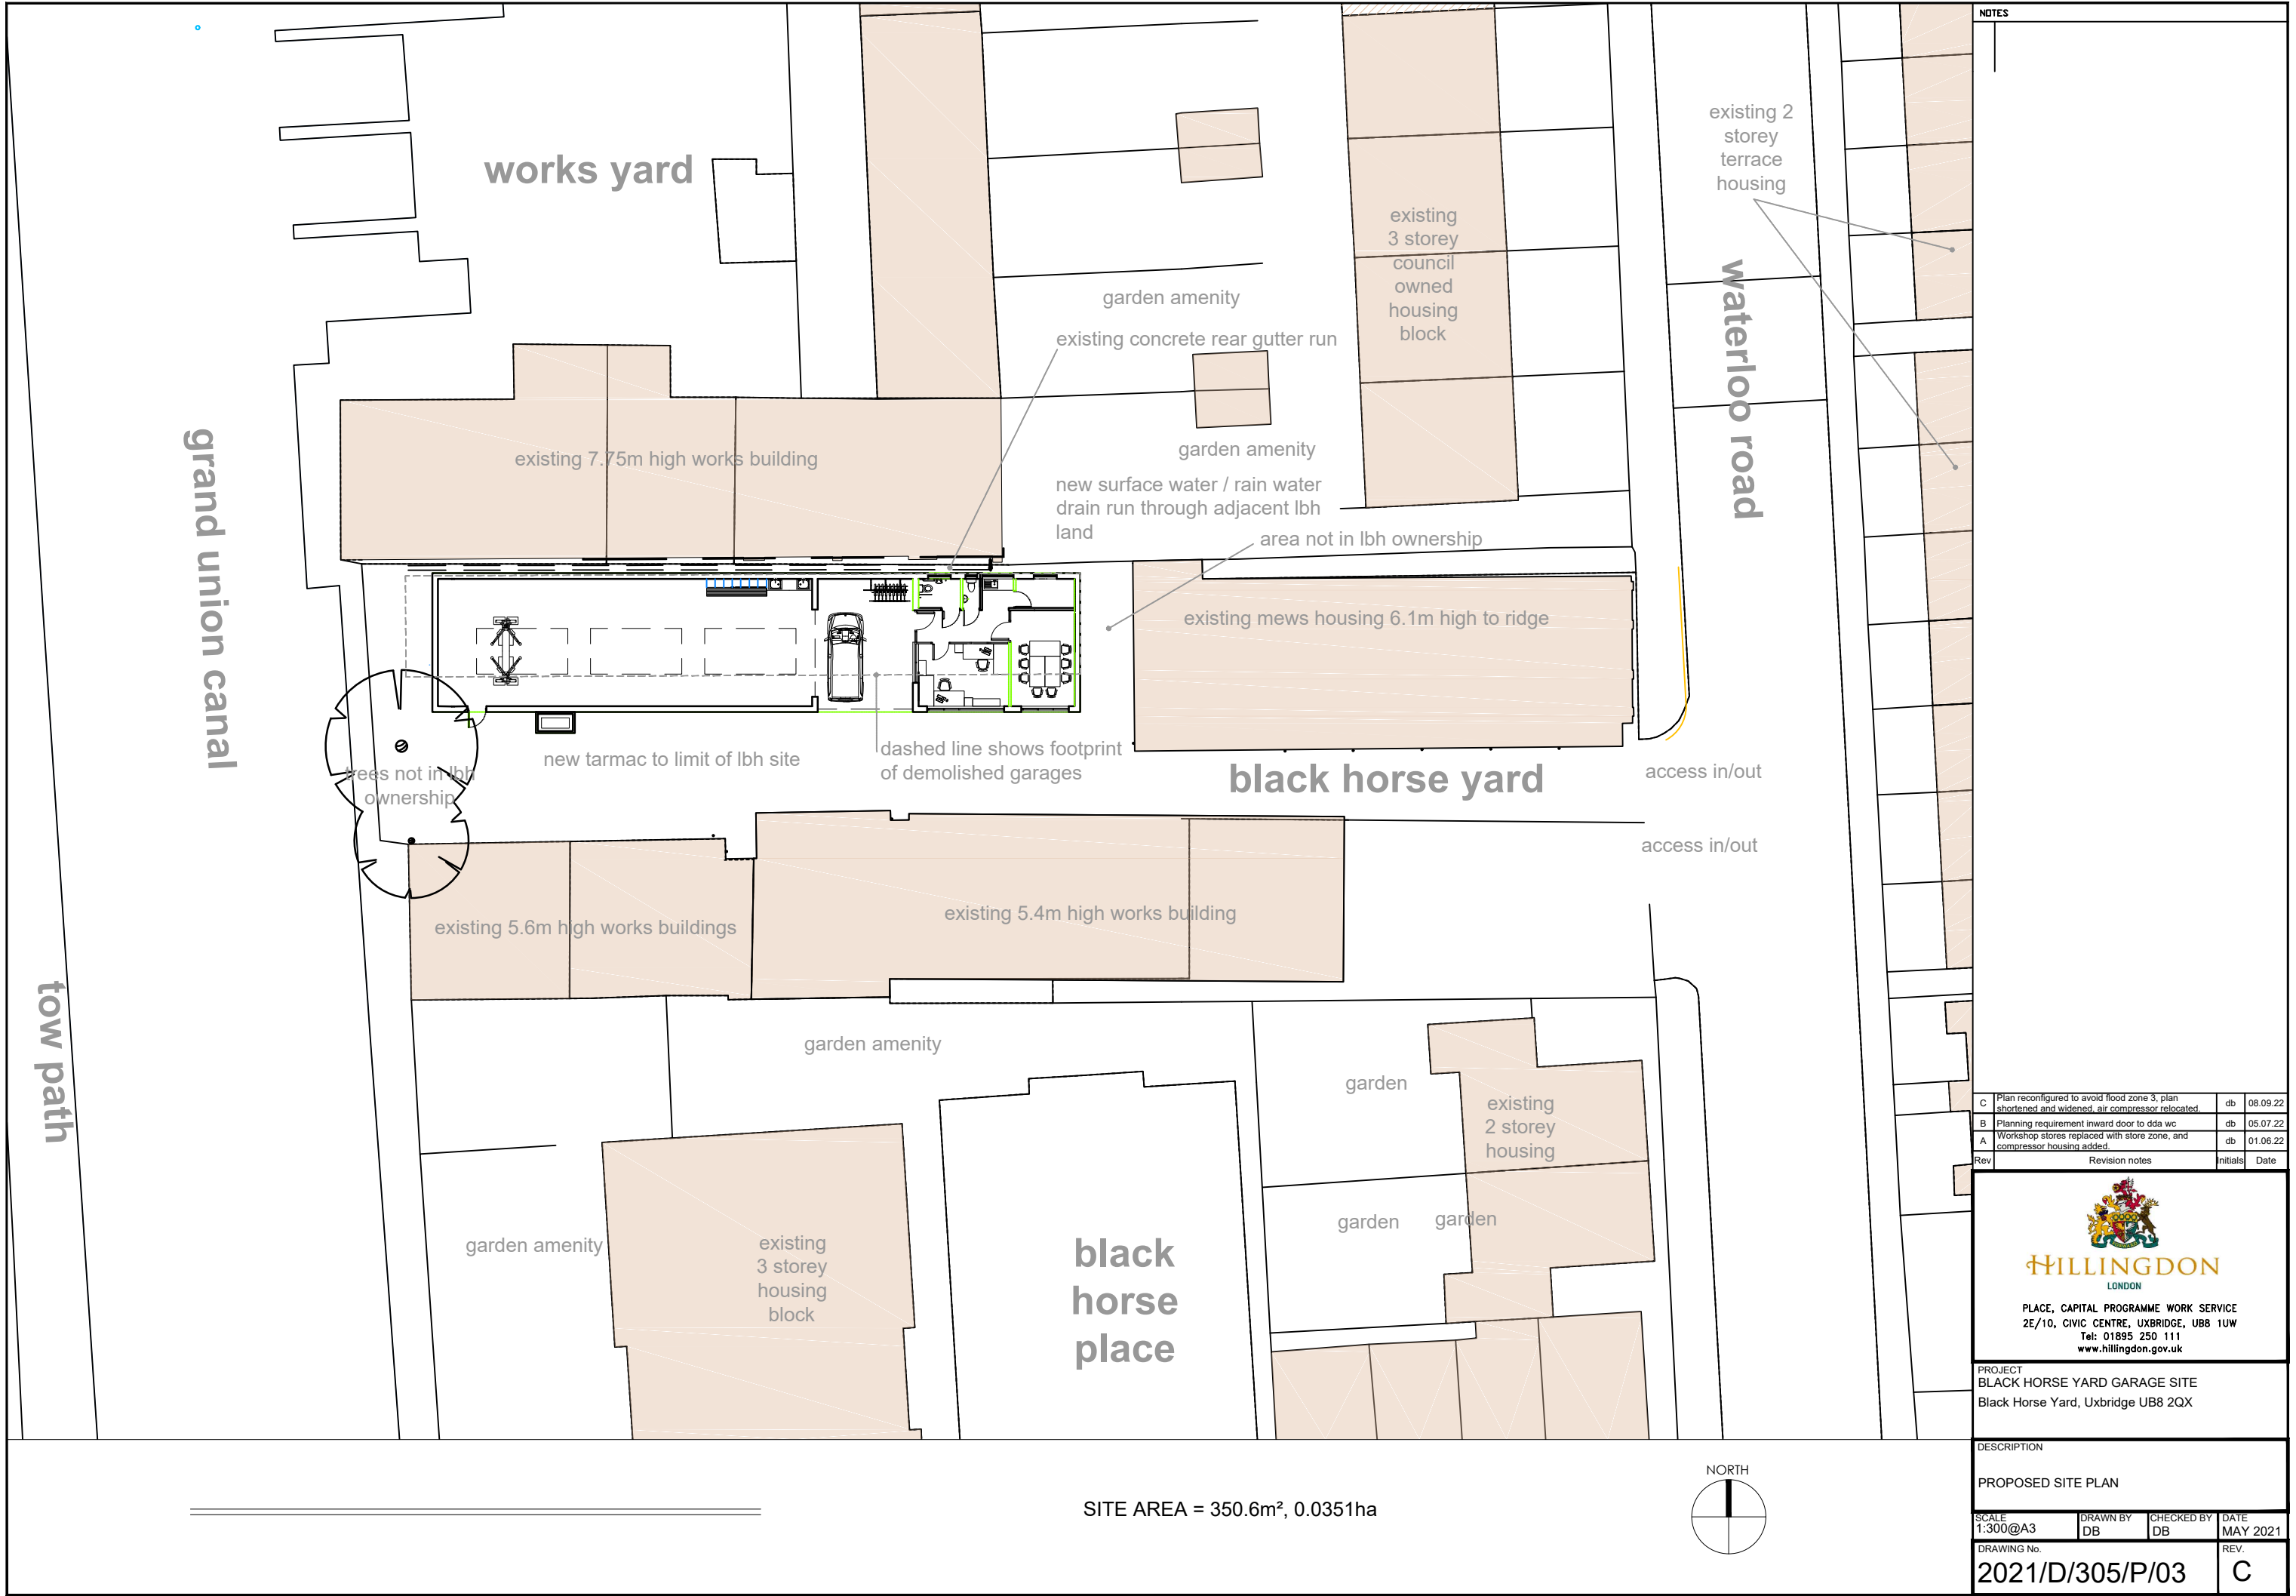 works yard
grand union canal
tow path
existing 7.75m high works building
garden amenity
existing concrete rear gutter run
garden amenity
new surface water / rain water
drain run through adjacent lbh
land
area not in lbh ownership
existing
3 storey
council
owned
housing
block
existing 2
storey
terrace
housing
waterloo road
existing mews housing 6.1m high to ridge
trees not in lbh
ownership
new tarmac to limit of lbh site
dashed line shows footprint
of demolished garages
black horse yard
access in/out
access in/out
existing 5.6m high works buildings
existing 5.4m high works building
garden amenity
garden
existing
2 storey
housing
garden amenity
existing
3 storey
housing
block
black
horse
place
garden
garden
SITE AREA = 350.6m², 0.0351ha
NORTH
NOTES
C Plan reconfigured to avoid flood zone 3, plan
shortened and widened, air compressor relocated. db 08.09.22
B Planning requirement inward door to dda wc db 05.07.22
A Workshop stores replaced with store zone, and
compressor housing added. db 01.06.22
Rev Revision notes Initials Date
HILLINGDON
LONDON
PLACE, CAPITAL PROGRAMME WORK SERVICE
2E/10, CIVIC CENTRE, UXBRIDGE, UB8 1UW
Tel: 01895 250 111
www.hillingdon.gov.uk
PROJECT
BLACK HORSE YARD GARAGE SITE
Black Horse Yard, Uxbridge UB8 2QX
DESCRIPTION
PROPOSED SITE PLAN
SCALE DRAWN BY CHECKED BY DATE
1:300@A3 DB DB MAY 2021
DRAWING No. REV.
2021/D/305/P/03 C